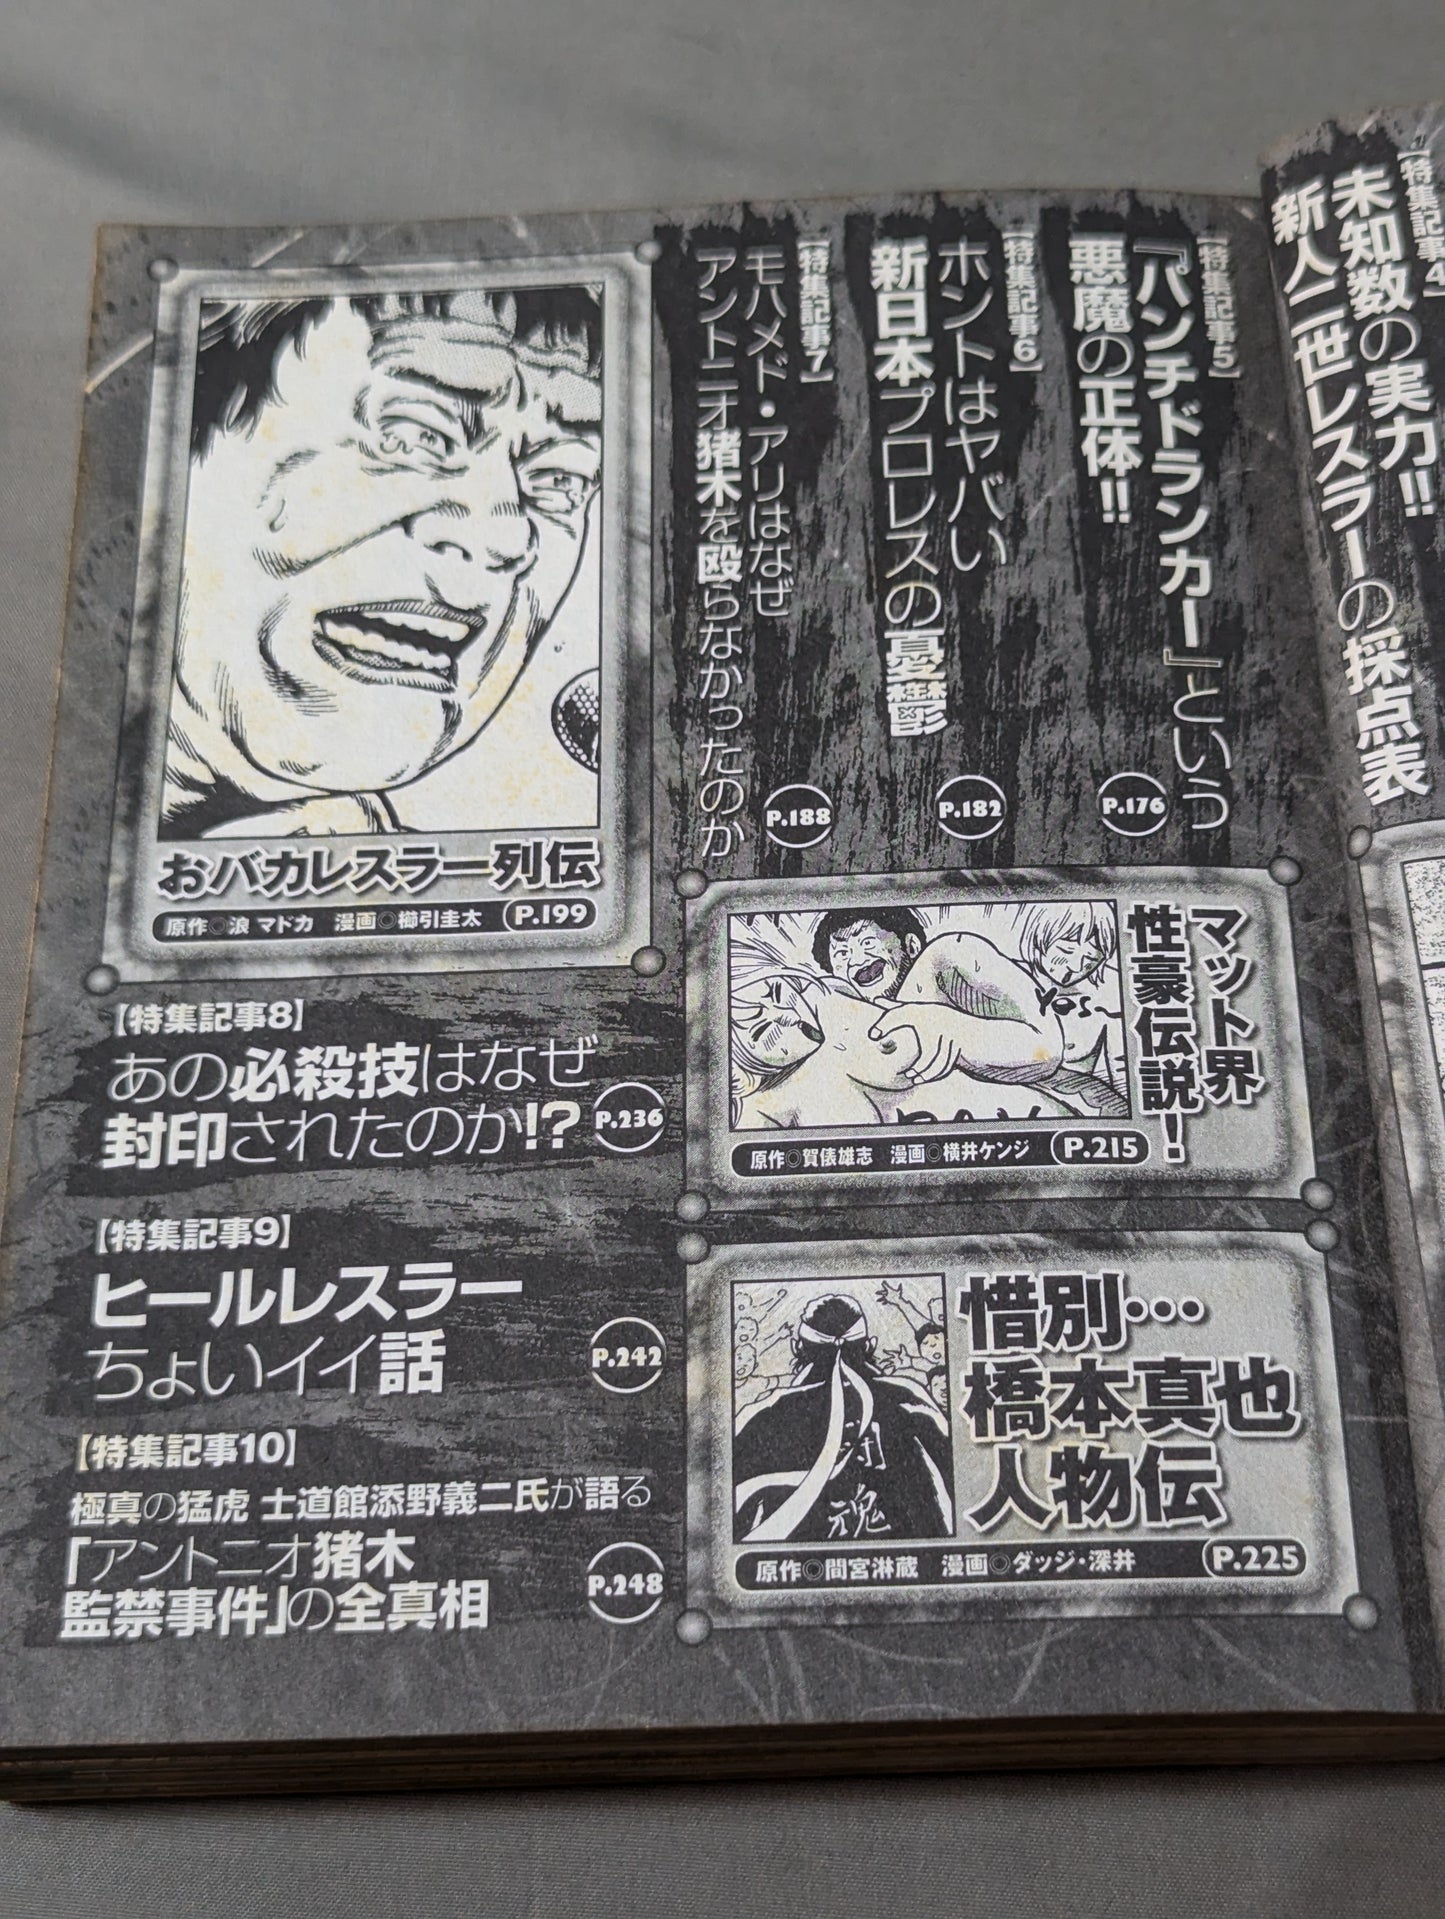 【特集記事4】
未知数の実力!!
新人二世レスラーの採点表
【特集記事5】
『パンチドランカー』という
悪魔の正体!!
P.176
【特集記事6】
ホントはヤバい
新日本プロレスの憂鬱
P.182
【特集記事7】
モハメド・アリはなぜ
アントニオ猪木を殴らなかったのか
P.188
おバカレスラー列伝
原作◎浪 マドカ 漫画◎櫛引圭太 P.199
マット界
性豪伝説!
原作◎賀俵雄志 漫画◎横井ケンジ P.215
惜別…
橋本真也
人物伝
闘
魂
原作◎間宮淋蔵 漫画◎ダッジ・深井 P.225
【特集記事8】
あの必殺技はなぜ
封印されたのか!?
P.236
【特集記事9】
ヒールレスラー
ちょいイイ話
P.242
【特集記事10】
極真の猛虎 士道館添野義二氏が語る
「アントニオ猪木
監禁事件」の全真相
P.248